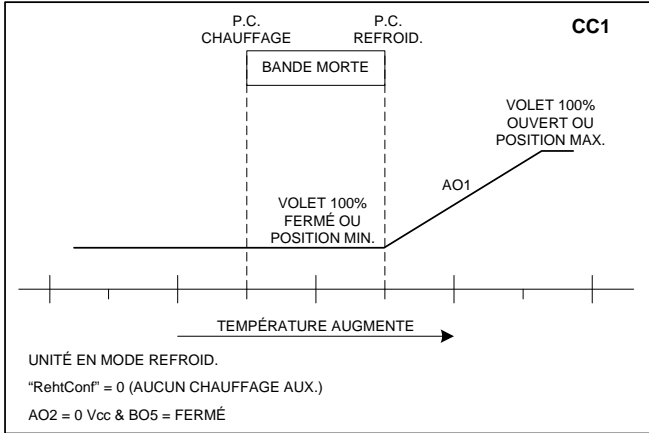 P.C.
CHAUFFAGE
P.C.
REFROID.
CC1
BANDE MORTE
VOLET 100%
OUVERT OU
POSITION MAX.
AO1
VOLET 100%
FERMÉ OU
POSITION MIN.
TEMPÉRATURE AUGMENTE
UNITÉ EN MODE REFROID.
“RehtConf” = 0 (AUCUN CHAUFFAGE AUX.)
AO2 = 0 Vcc & BO5 = FERMÉ